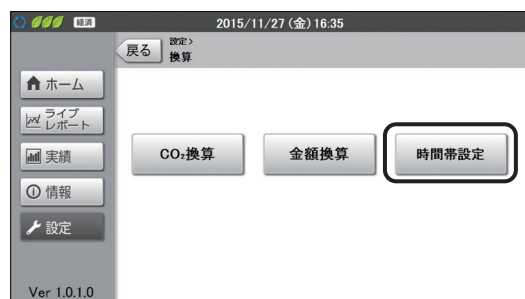 経済
2015/11/27(金)16:35
戻る
設定>
換算
ホーム
ライブ
レポート
実績
情報
設定
CO₂換算
金額換算
時間帯設定
Ver 1.0.1.0